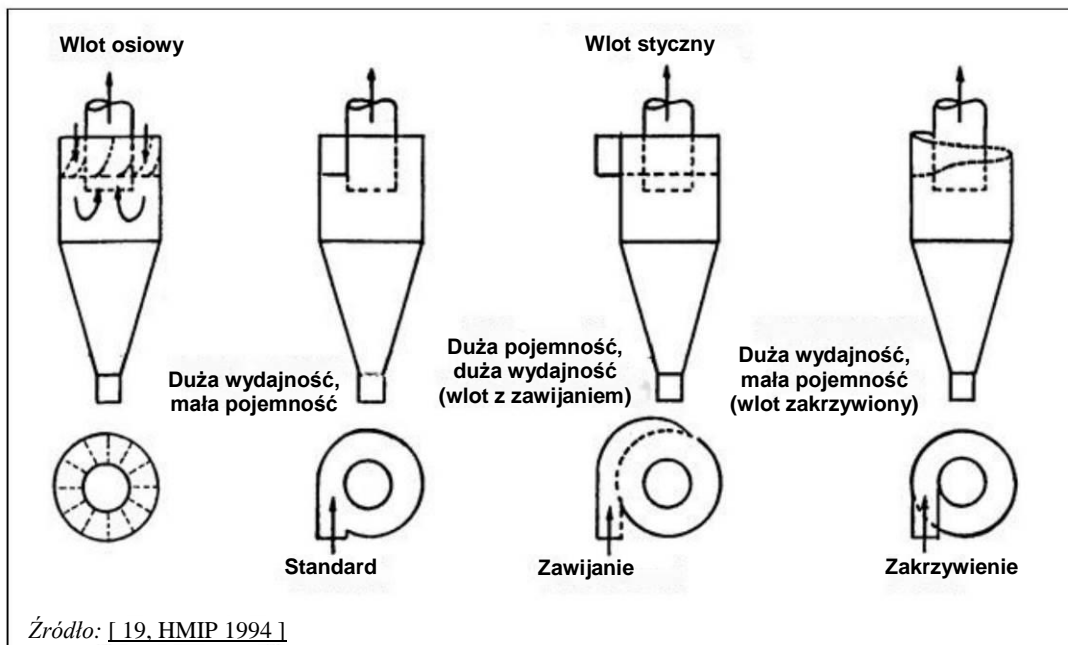 Wlot osiowy
Wlot styczny
Duża wydajność,
mała pojemność
Duża pojemność,
duża wydajność
(wlot z zawijaniem)
Duża wydajność,
mała pojemność
(wlot zakrzywiony)
Standard
Zawijanie
Zakrzywienie
Źródło: [ 19, HMIP 1994 ]